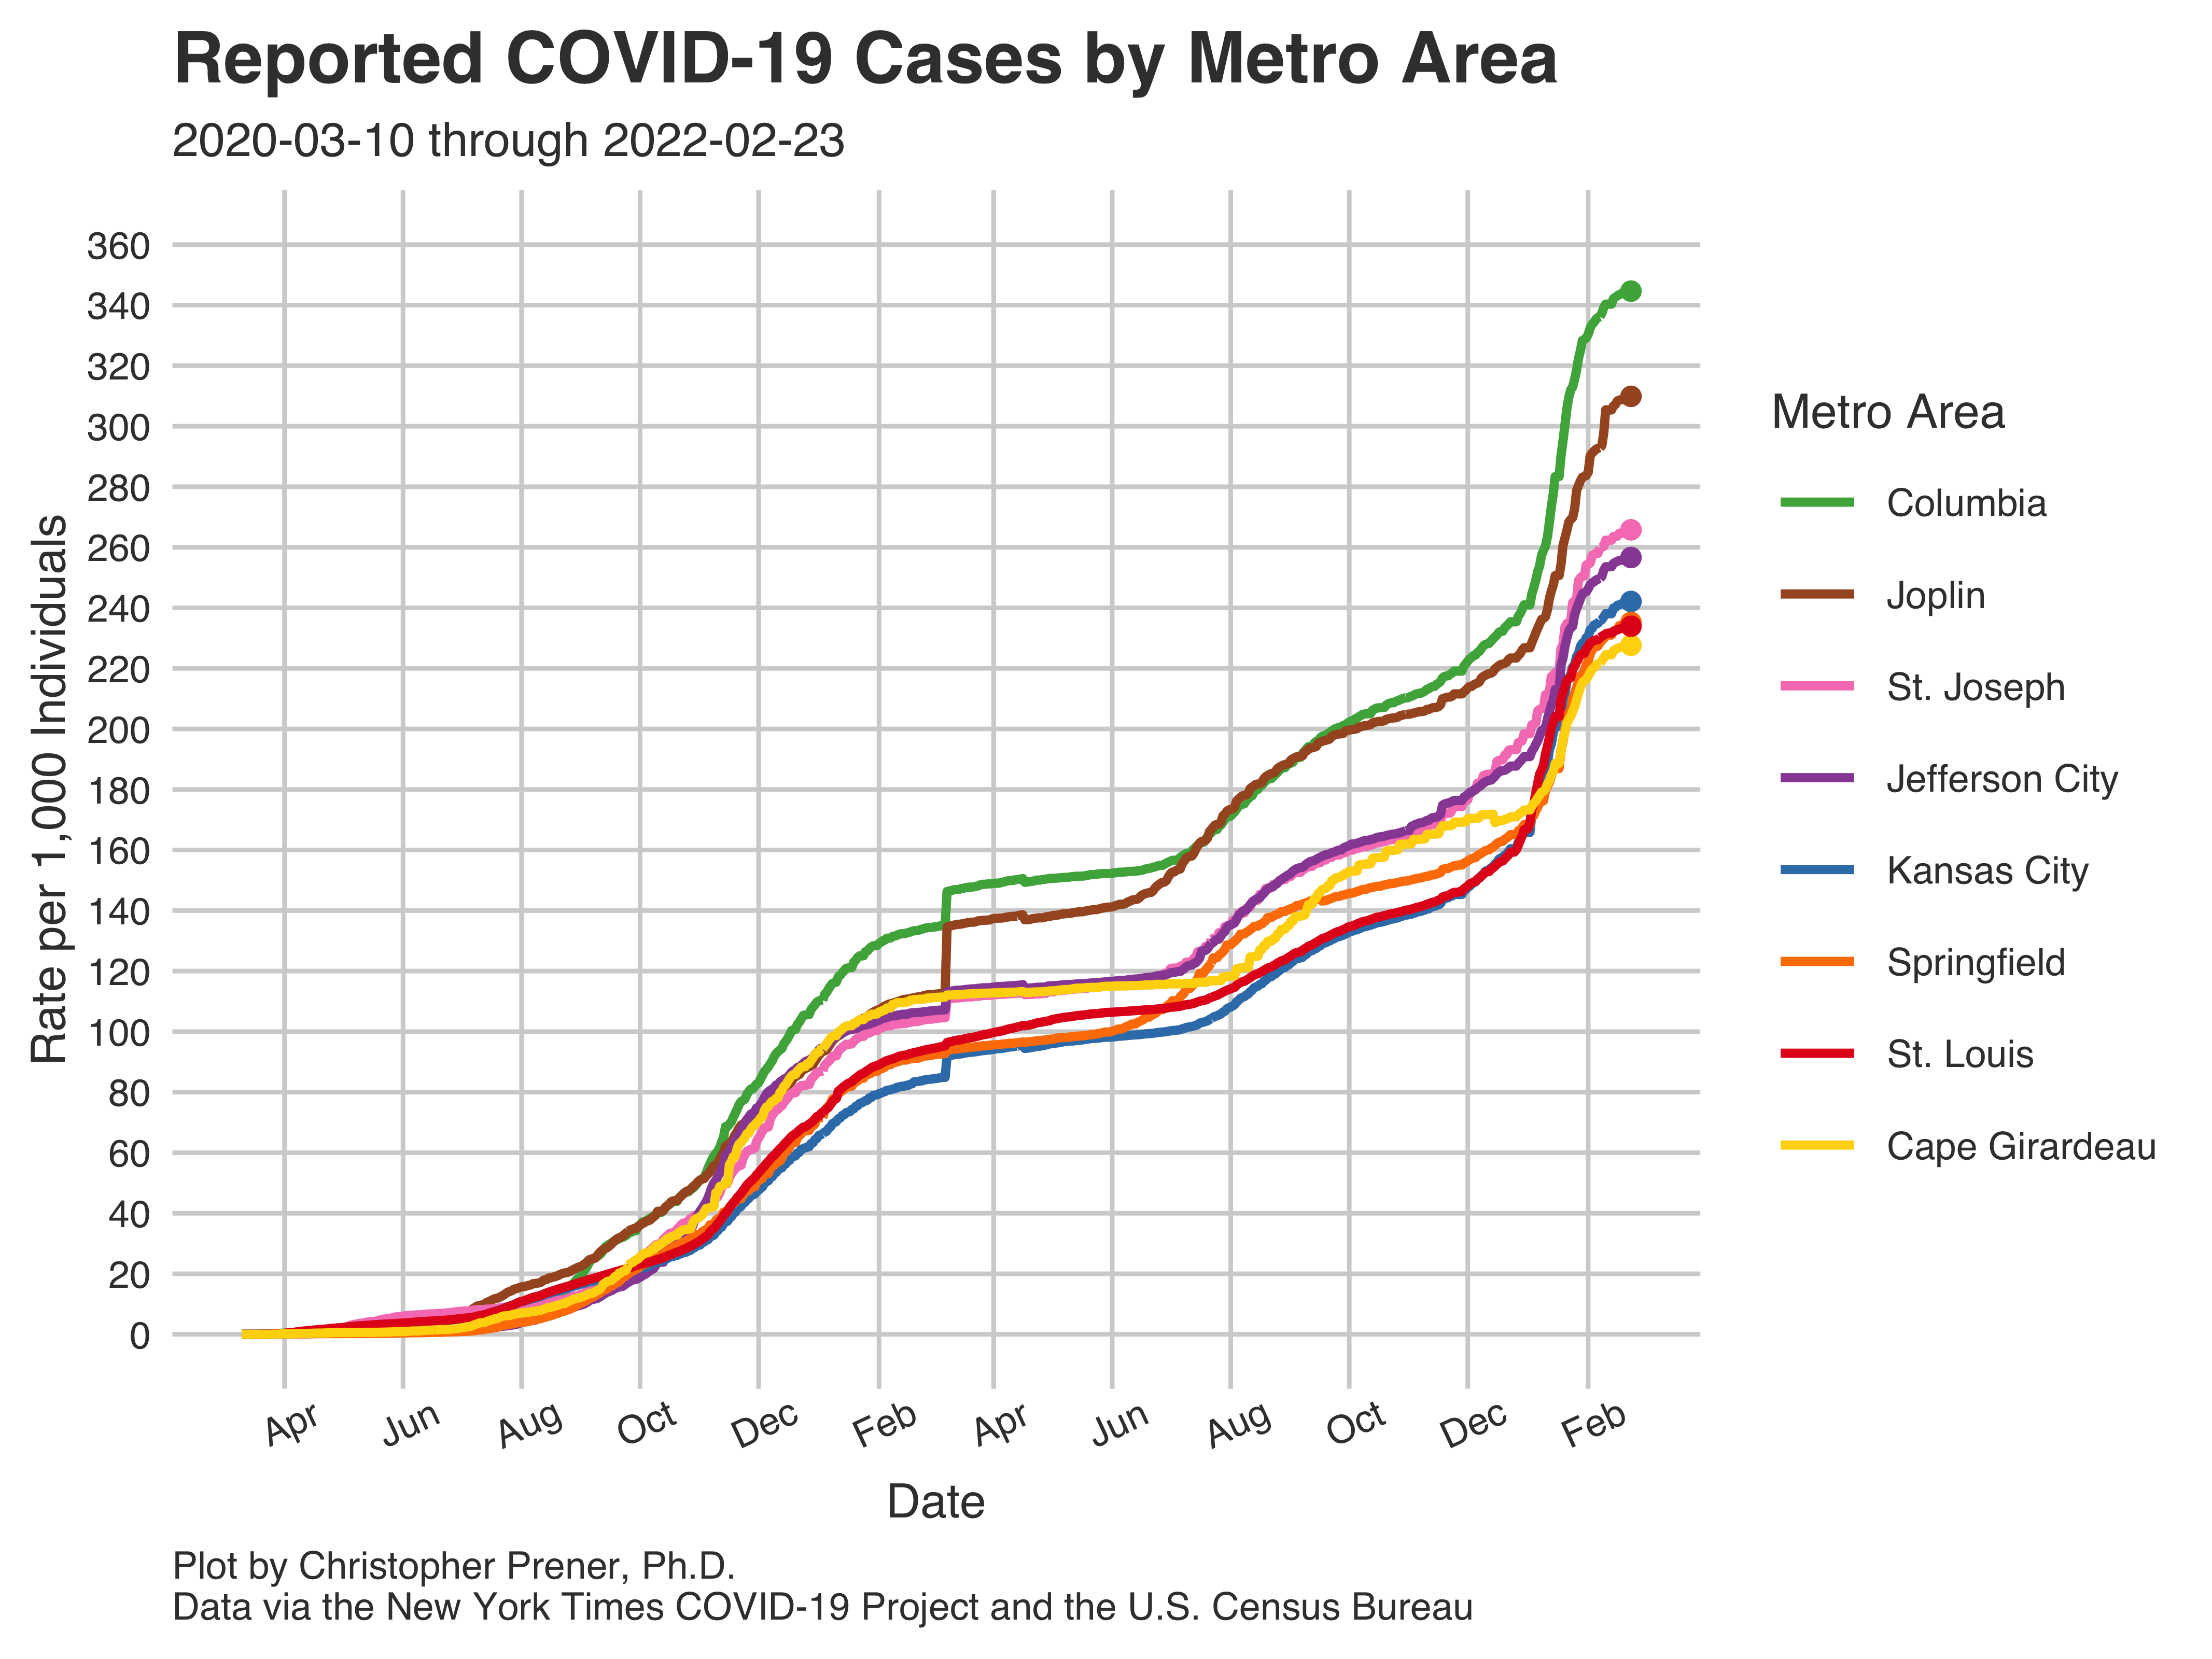 Reported COVID-19 Cases by Metro Area
2020-03-10 through 2022-02-23
Rate per 1,000 Individuals
360
340
320
300
280
260
240
220
200
180
160
140
120
100
80
60
40
20
0
Apr
Jun
Aug
Oct
Dec
Feb
Apr
Jun
Aug
Oct
Dec
Feb
Date
Metro Area
Columbia
Joplin
St. Joseph
Jefferson City
Kansas City
Springfield
St. Louis
Cape Girardeau
Plot by Christopher Prener, Ph.D.
Data via the New York Times COVID-19 Project and the U.S. Census Bureau